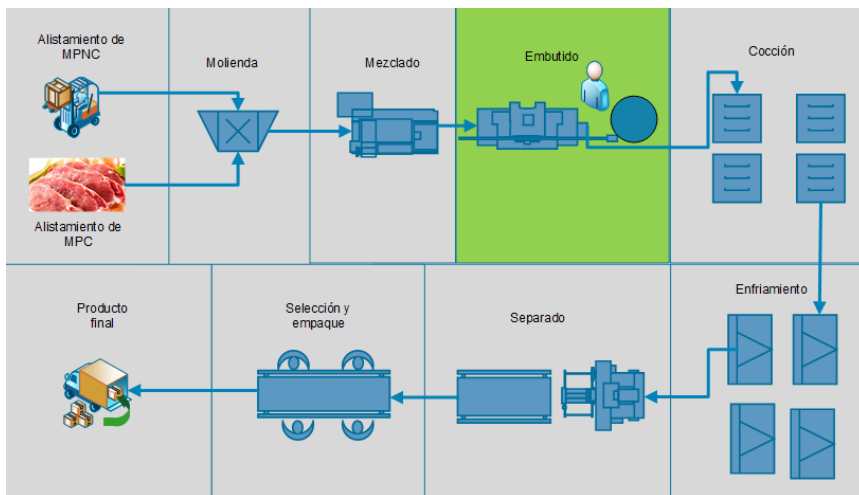 Alistamiento de
MPNC
Molienda
Mezclado
Embutido
Cocción
Alistamiento de
MPC
Producto
final
Selección y
empaque
Separado
Enfriamiento